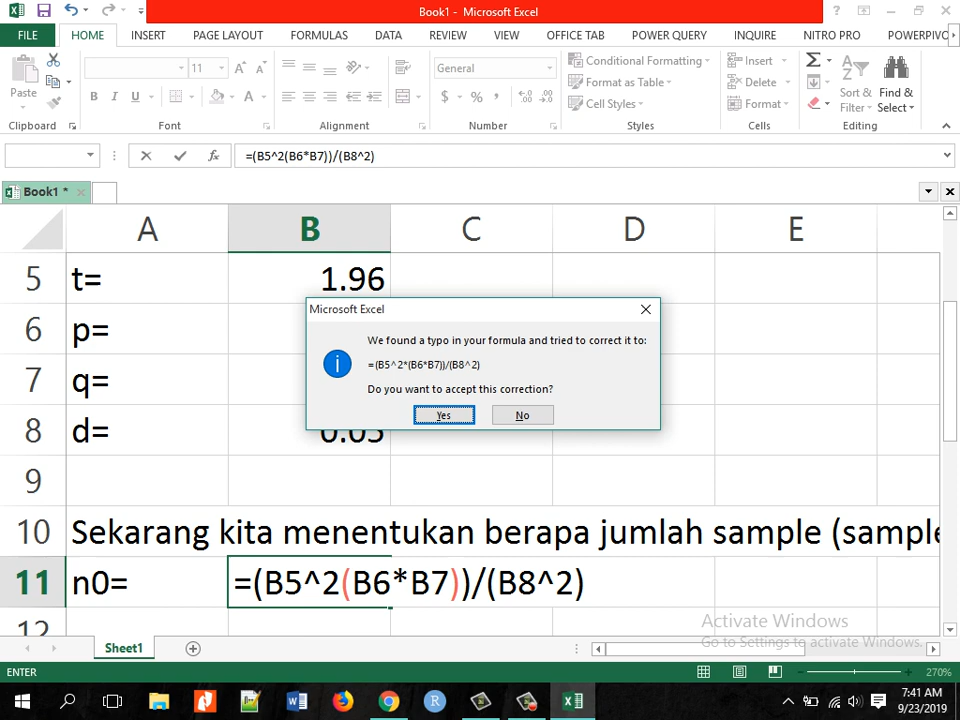 Book1 - Microsoft Excel
FILE HOME INSERT PAGE LAYOUT FORMULAS DATA REVIEW VIEW OFFICE TAB POWER QUERY INQUIRE NITRO PRO POWERPIVO
Paste
11
General
Conditional Formatting
Format as Table
Cell Styles
Insert
Delete
Format
Sort & Filter
Find & Select
Clipboard Font Alignment Number Styles Cells Editing
=(B5^2(B6*B7))/(B8^2)
Book1 *
A B C D E
5 t= 1.96
6 p=
7 q=
8 d= 0.05
9
10 Sekarang kita menentukan berapa jumlah sample (sample
11 n0= =(B5^2(B6*B7))/(B8^2)
12
Microsoft Excel
We found a typo in your formula and tried to correct it to:
=(B5^2*(B6*B7))/(B8^2)
Do you want to accept this correction?
Yes No
Activate Windows
Go to Settings to activate Windows.
Sheet1
ENTER 270%
7:41 AM
9/23/2019